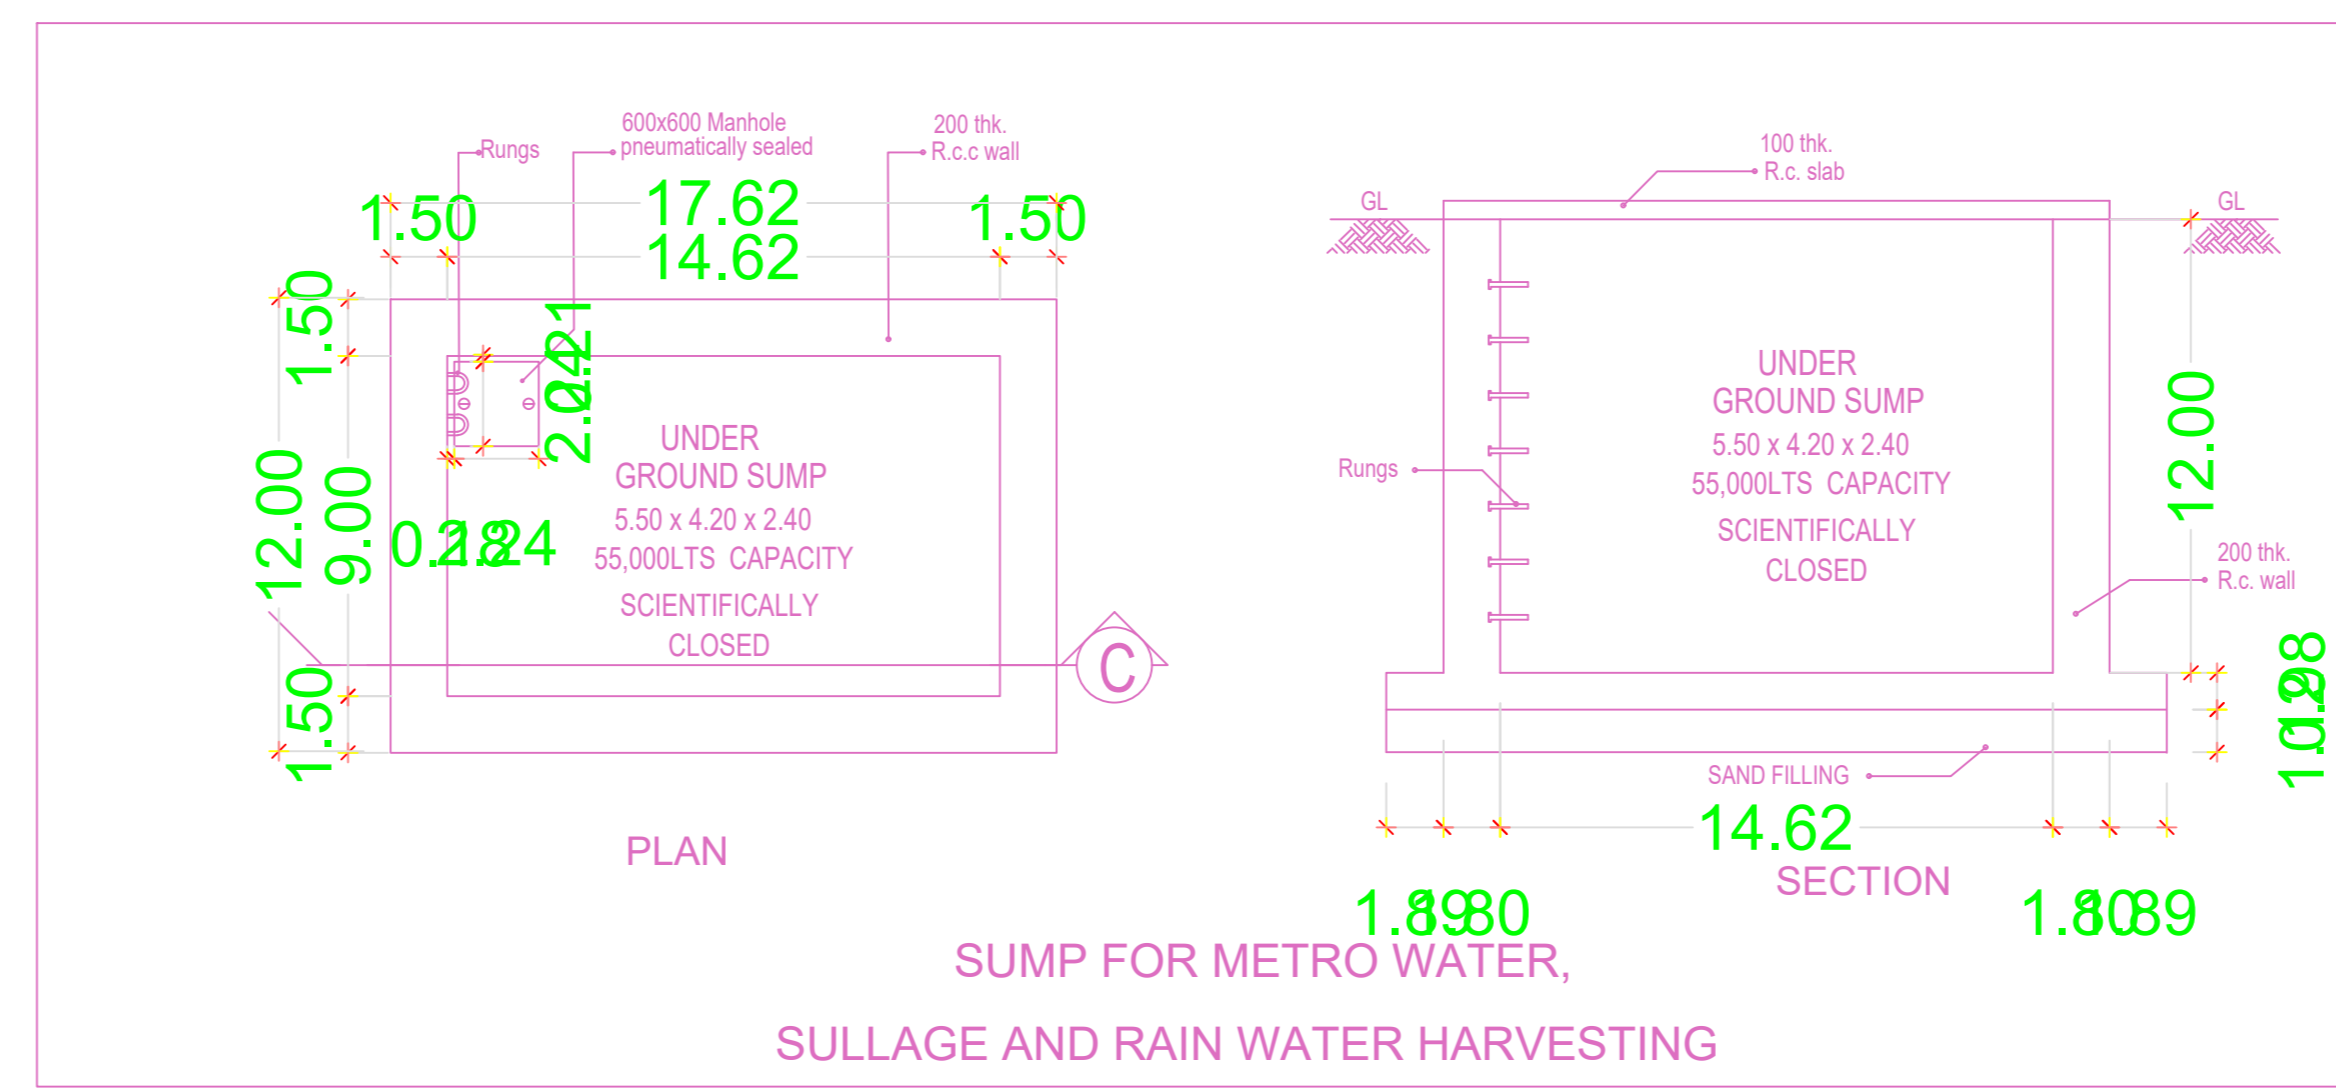 Rungs
600x600 Manhole
pneumatically sealed
200 thk.
R.c.c wall
1.50
17.62
1.50
14.62
1.50
12.00
9.00
1.50
UNDER
GROUND SUMP
5.50 x 4.20 x 2.40
55,000LTS CAPACITY
SCIENTIFICALLY
CLOSED
C
PLAN
100 thk.
R.c. slab
GL
GL
UNDER
GROUND SUMP
5.50 x 4.20 x 2.40
55,000LTS CAPACITY
SCIENTIFICALLY
CLOSED
Rungs
12.00
200 thk.
R.c. wall
SAND FILLING
14.62
SECTION
SUMP FOR METRO WATER,
SULLAGE AND RAIN WATER HARVESTING